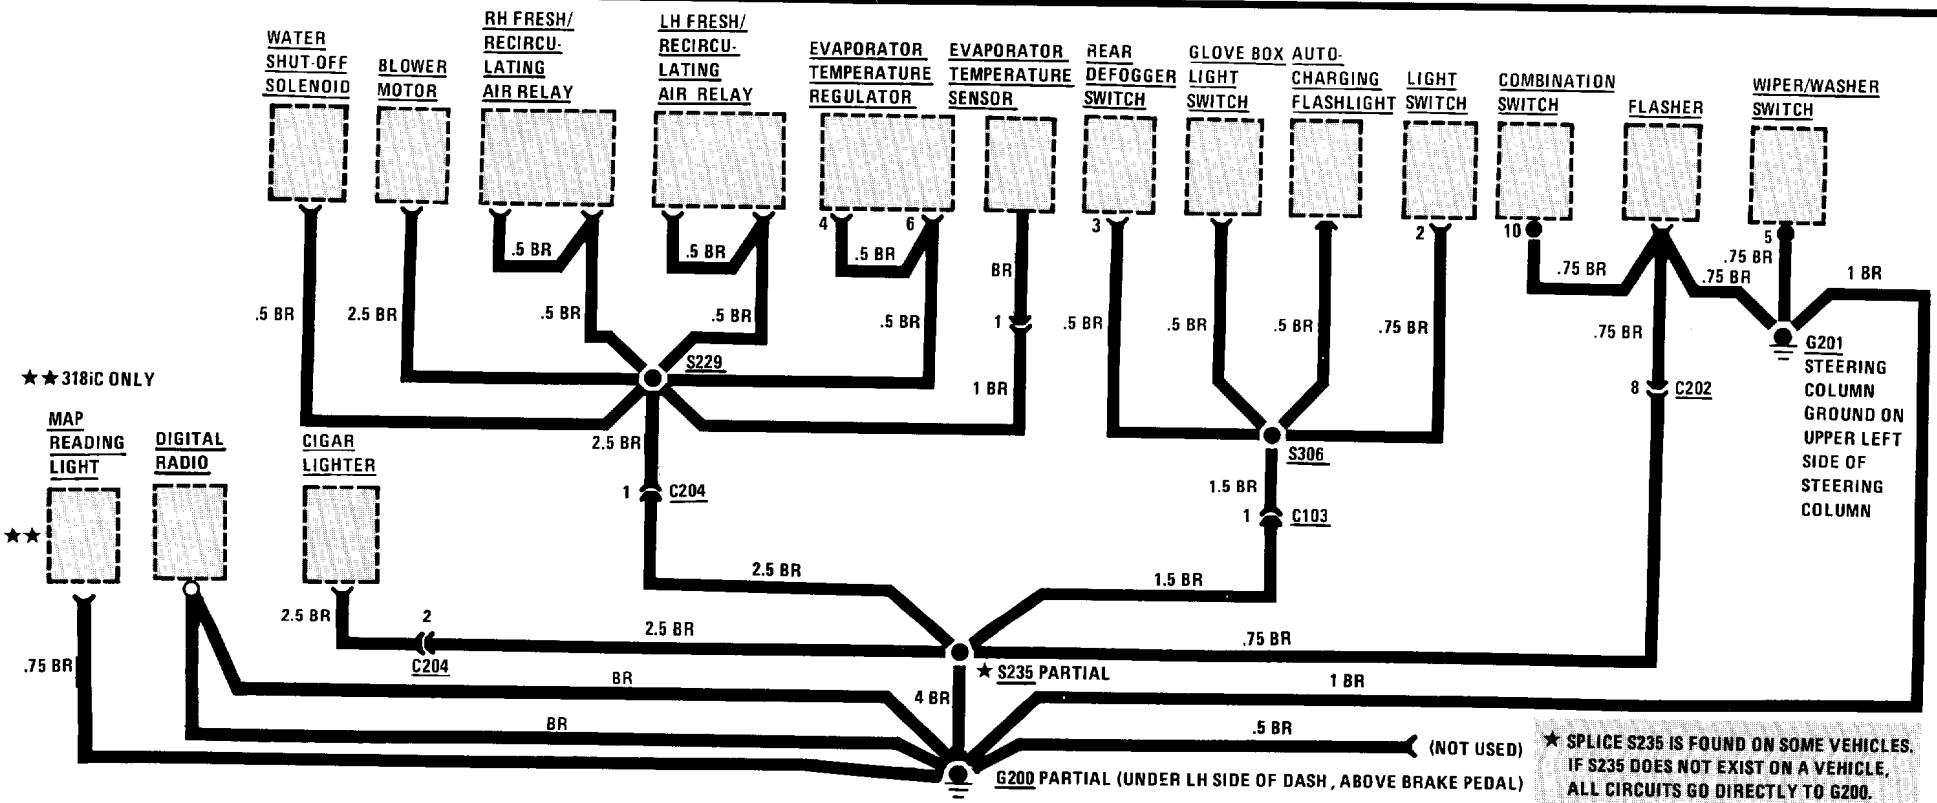 WATER
SHUT-OFF
SOLENOID
BLOWER
MOTOR
RH FRESH/
RECIRCU-
LATING
AIR RELAY
LH FRESH/
RECIRCU-
LATING
AIR RELAY
EVAPORATOR
TEMPERATURE
REGULATOR
EVAPORATOR
TEMPERATURE
SENSOR
REAR
DEFOGGER
SWITCH
GLOVE BOX
LIGHT
SWITCH
AUTO-
CHARGING
FLASHLIGHT
LIGHT
SWITCH
COMBINATION
SWITCH
FLASHER
WIPER/WASHER
SWITCH
4
6
3
2
10
5
.5 BR
.5 BR
.5 BR
BR
.75 BR
.75 BR
.75 BR
1 BR
.5 BR
2.5 BR
.5 BR
.5 BR
.5 BR
1
.5 BR
.5 BR
.5 BR
.75 BR
.75 BR
G201
STEERING
COLUMN
GROUND ON
UPPER LEFT
SIDE OF
STEERING
COLUMN
S229
1 BR
8
C202
★★318iC ONLY
MAP
READING
LIGHT
DIGITAL
RADIO
CIGAR
LIGHTER
2.5 BR
S306
1
C204
1.5 BR
1
C103
★★
2.5 BR
1.5 BR
2.5 BR
2
2.5 BR
C204
.75 BR
.75 BR
BR
★ S235 PARTIAL
4 BR
1 BR
BR
.5 BR
(NOT USED)
G200 PARTIAL (UNDER LH SIDE OF DASH, ABOVE BRAKE PEDAL)
★ SPLICE S235 IS FOUND ON SOME VEHICLES.
IF S235 DOES NOT EXIST ON A VEHICLE,
ALL CIRCUITS GO DIRECTLY TO G200.